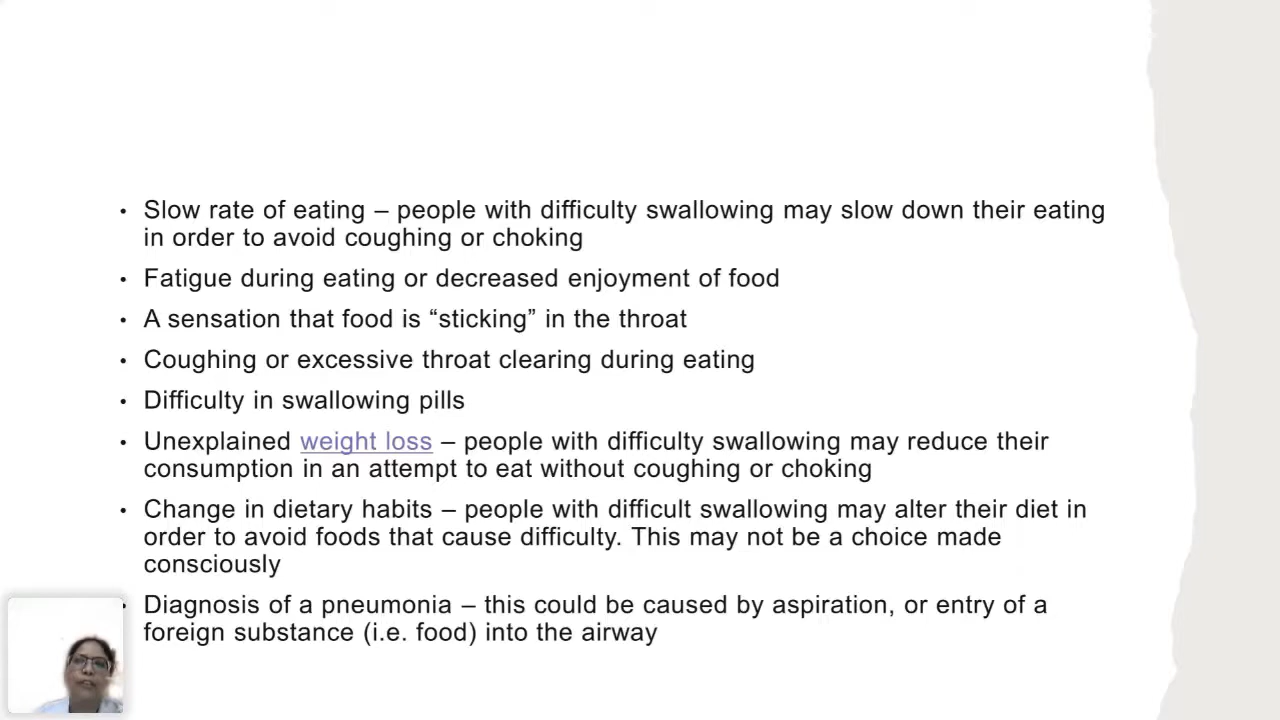 • Slow rate of eating – people with difficulty swallowing may slow down their eating
in order to avoid coughing or choking
• Fatigue during eating or decreased enjoyment of food
• A sensation that food is “sticking” in the throat
• Coughing or excessive throat clearing during eating
• Difficulty in swallowing pills
• Unexplained weight loss – people with difficulty swallowing may reduce their
consumption in an attempt to eat without coughing or choking
• Change in dietary habits – people with difficult swallowing may alter their diet in
order to avoid foods that cause difficulty. This may not be a choice made
consciously
• Diagnosis of a pneumonia – this could be caused by aspiration, or entry of a
foreign substance (i.e. food) into the airway